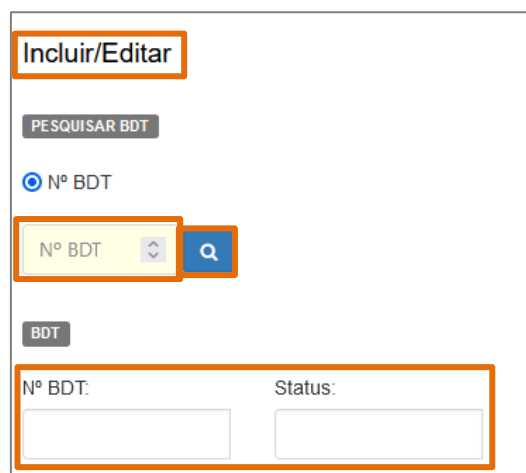 Incluir/Editar
PESQUISAR BDT
Nº BDT
Nº BDT
BDT
Nº BDT: Status: